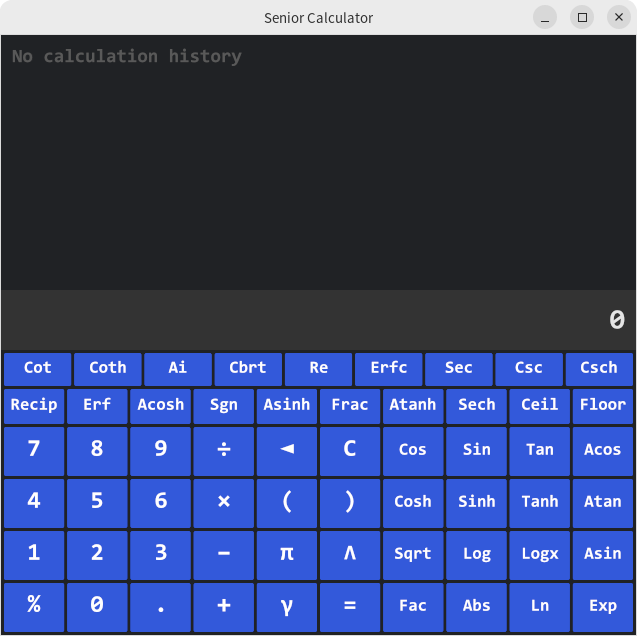 Senior Calculator
No calculation history
0
Cot Coth Ai Cbrt Re Erfc Sec Csc Csch
Recip Erf Acosh Sgn Asinh Frac Atanh Sech Ceil Floor
7 8 9 ÷ ◄ C Cos Sin Tan Acos
4 5 6 × ( ) Cosh Sinh Tanh Atan
1 2 3 − π ʌ Sqrt Log Logx Asin
% 0 . + γ = Fac Abs Ln Exp